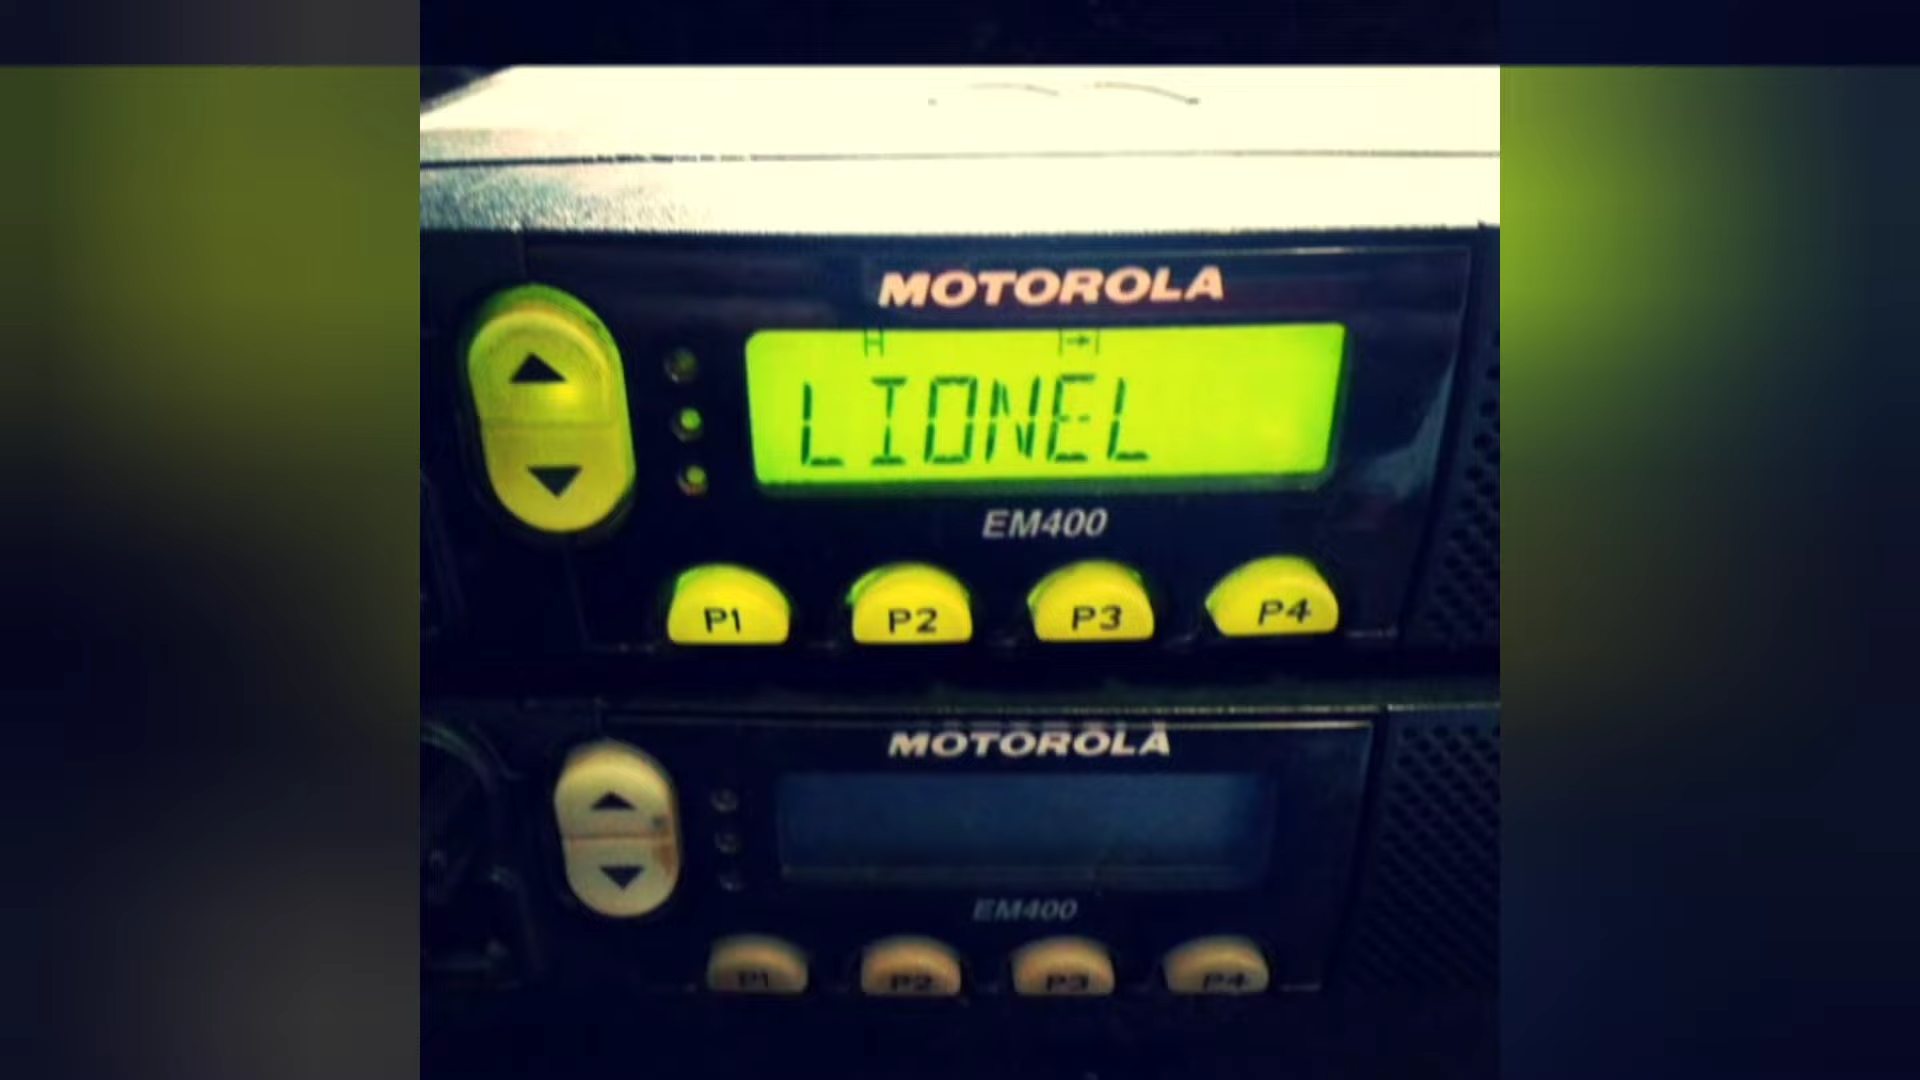 MOTOROLA
H
LIONEL
EM400
P1 P2 P3 P4
MOTOROLA
EM400
P1 P2 P3 P4